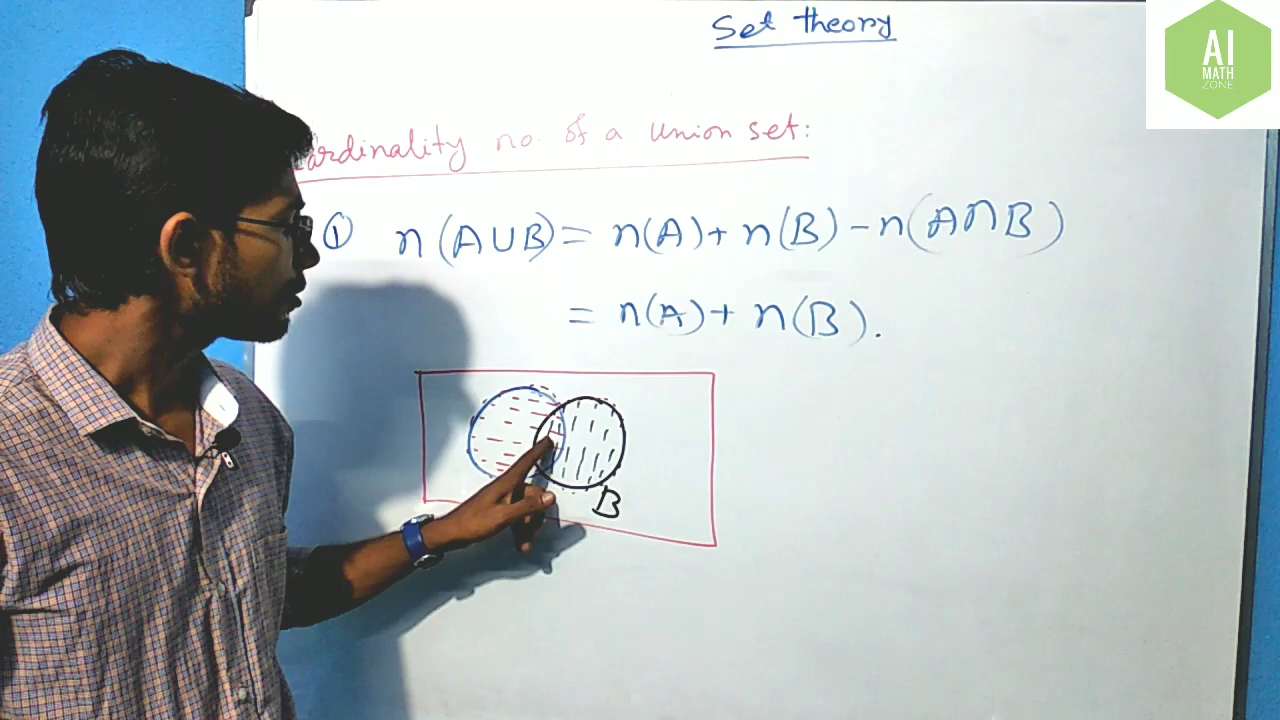 Set theory
AI
MATH
ZONE
ardinality no. of a union set:
① n(A∪B) = n(A) + n(B) - n(A∩B)
= n(A) + n(B).
B